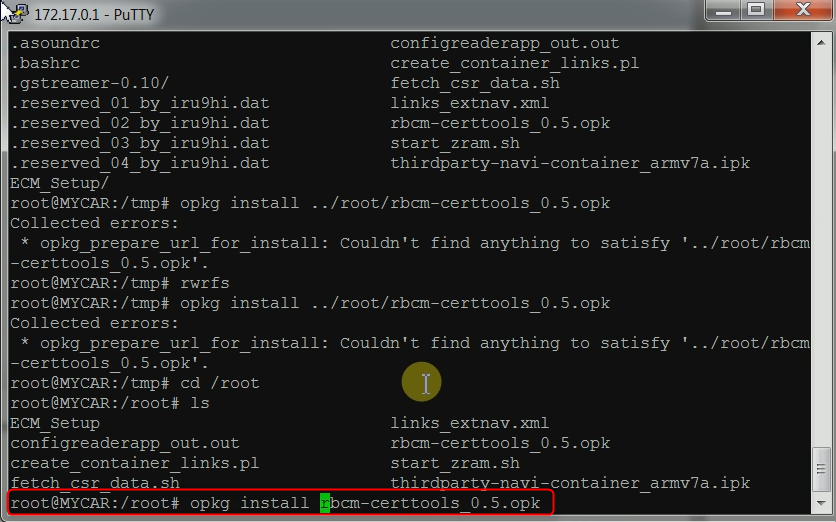 172.17.0.1 - PuTTY
.asoundrc configreaderapp_out.out
.bashrc create_container_links.pl
.gstreamer-0.10/ fetch_csr_data.sh
.reserved_01_by_iru9hi.dat links_extnav.xml
.reserved_02_by_iru9hi.dat rbcm-certtools_0.5.opk
.reserved_03_by_iru9hi.dat start_zram.sh
.reserved_04_by_iru9hi.dat thirdparty-navi-container_armv7a.ipk
ECM_Setup/
root@MYCAR:/tmp# opkg install ../root/rbcm-certtools_0.5.opk
Collected errors:
 * opkg_prepare_url_for_install: Couldn't find anything to satisfy '../root/rbcm
-certtools_0.5.opk'.
root@MYCAR:/tmp# rwrfs
root@MYCAR:/tmp# opkg install ../root/rbcm-certtools_0.5.opk
Collected errors:
 * opkg_prepare_url_for_install: Couldn't find anything to satisfy '../root/rbcm
-certtools_0.5.opk'.
root@MYCAR:/tmp# cd /root
root@MYCAR:/root# ls
ECM_Setup links_extnav.xml
configreaderapp_out.out rbcm-certtools_0.5.opk
create_container_links.pl start_zram.sh
fetch_csr_data.sh thirdparty-navi-container_armv7a.ipk
root@MYCAR:/root# opkg install rbcm-certtools_0.5.opk